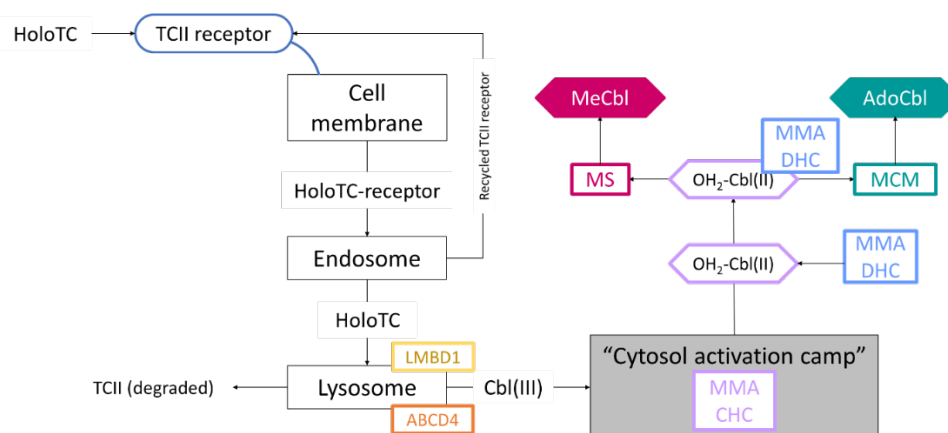 HoloTC
TCII receptor
Cell
membrane
Recycled TCII receptor
HoloTC-receptor
Endosome
HoloTC
LMBD1
Lysosome
ABCD4
TCII (degraded)
Cbl(III)
"Cytosol activation camp"
MMA
CHC
OH₂-Cbl(II)
MMA
DHC
OH₂-Cbl(II)
MMA
DHC
MS
MCM
MeCbl
AdoCbl